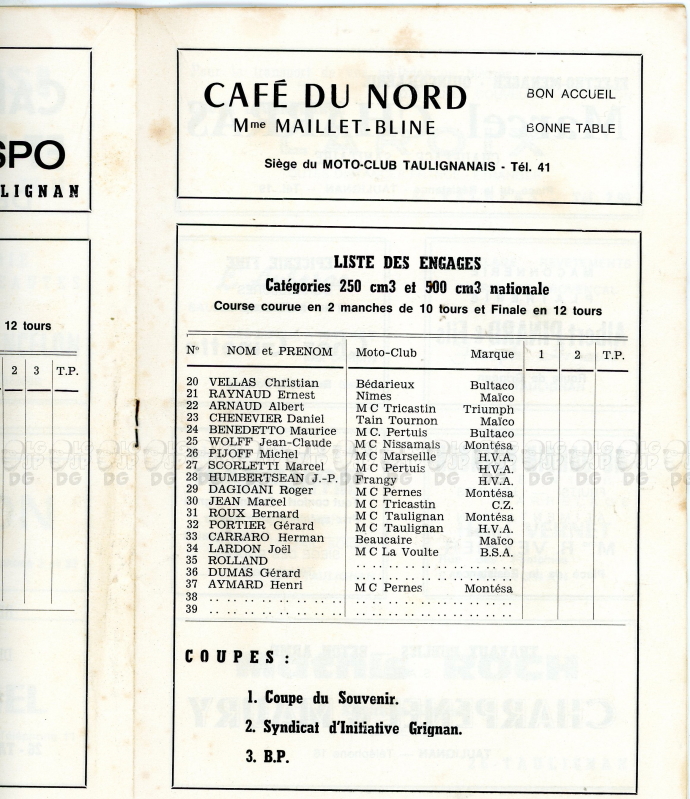 SPO
LIGNAN
12 tours
2 3 T.P.
CAFÉ DU NORD BON ACCUEIL
Mme MAILLET-BLINE BONNE TABLE
Siège du MOTO-CLUB TAULIGNANAIS - Tél. 41
LISTE DES ENGAGES
Catégories 250 cm3 et 500 cm3 nationale
Course courue en 2 manches de 10 tours et Finale en 12 tours
N° NOM et PRENOM Moto-Club Marque 1 2 T.P.
20 VELLAS Christian Bédarieux Bultaco
21 RAYNAUD Ernest Nîmes Maïco
22 ARNAUD Albert M C Tricastin Triumph
23 CHENEVIER Daniel Tain Tournon Maïco
24 BENEDETTO Maurice M C. Pertuis Bultaco
25 WOLFF Jean-Claude M C Nissamais Montésa
26 PIJOFF Michel M C Marseille H.V.A.
27 SCORLETTI Marcel M C Pertuis H.V.A.
28 HUMBERTSEAN J.-P. Frangy H.V.A.
29 DAGIOANI Roger M C Pernes Montésa
30 JEAN Marcel M C Tricastin C.Z.
31 ROUX Bernard M C Taulignan Montésa
32 PORTIER Gérard M C Taulignan H.V.A.
33 CARRARO Herman Beaucaire Maïco
34 LARDON Joël M C La Voulte B.S.A.
35 ROLLAND .. .. .. .. .. .. .. .. .. ..
36 DUMAS Gérard .. .. .. .. .. .. .. .. .. ..
37 AYMARD Henri M C Pernes Montésa
38 .. .. .. .. .. .. .. .. .. .. .. .. .. .. .. ..
39 .. .. .. .. .. .. .. .. .. .. .. .. .. .. .. ..
COUPES :
1. Coupe du Souvenir.
2. Syndicat d'Initiative Grignan.
3. B.P.